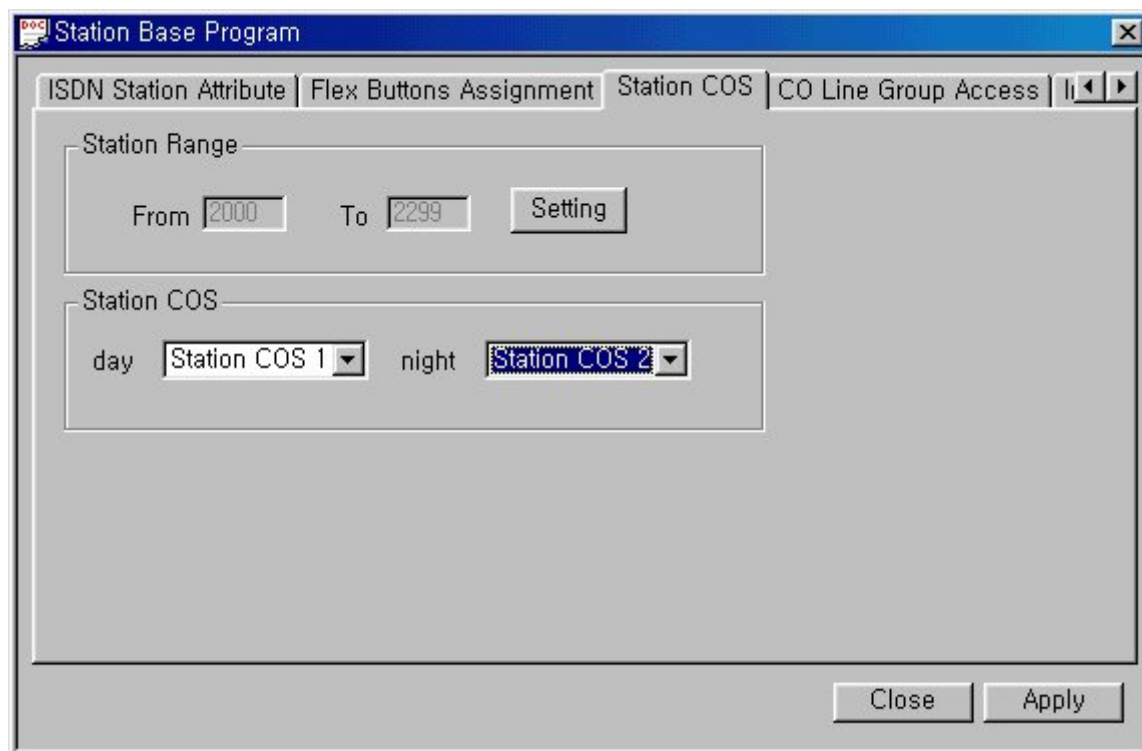 DOC Station Base Program
ISDN Station Attribute Flex Buttons Assignment Station COS CO Line Group Access
Station Range
From 2000 To 2299 Setting
Station COS
day Station COS 1 night Station COS 2
Close Apply